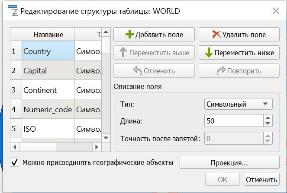 Редактирование структуры таблицы: WORLD
Название
Добавить поле
Удалить поле
1 Country Симво..
Переместить выше
Переместить ниже
2 Capital Симво..
Отменить
Повторить
3 Continent Симво..
Описание поля
4 Numeric_code Симво..
Тип: Символьный
5 ISO Симво..
Длина: 50
Точность после запятой: 0
Можно присоединять географические объекты
Проекция...
OK
Отменить